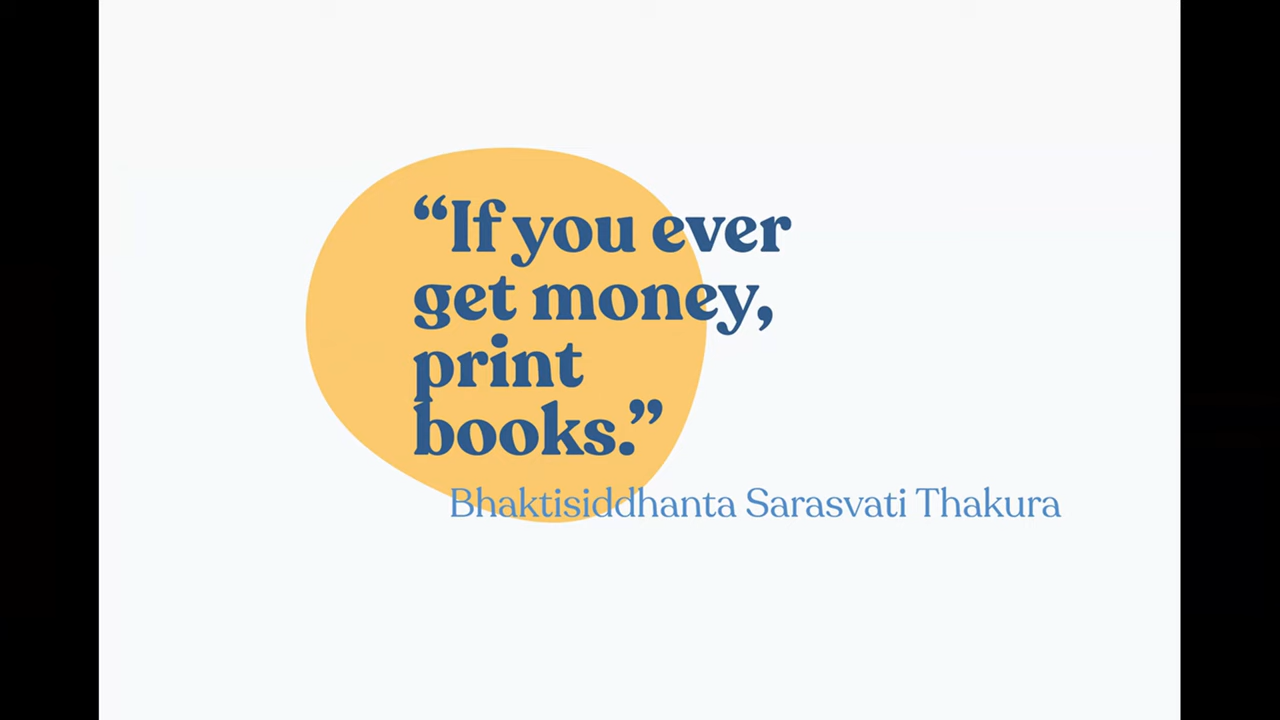 “If you ever
get money,
print
books.”
Bhaktisiddhanta Sarasvati Thakura